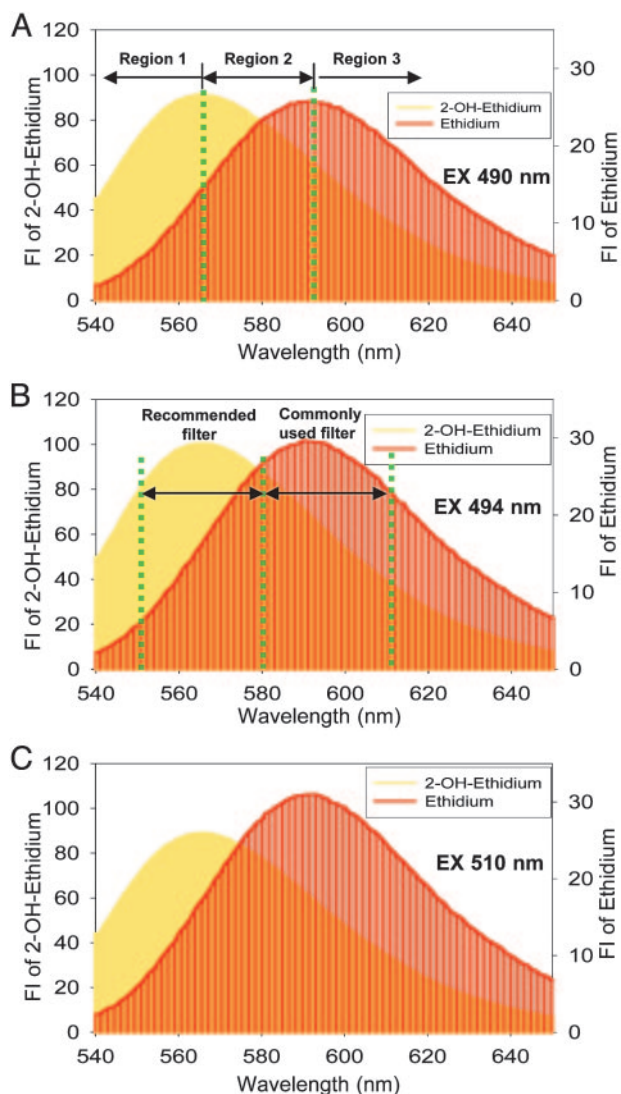 A
Region 1
Region 2
Region 3
2-OH-Ethidium
Ethidium
EX 490 nm
FI of 2-OH-Ethidium
120
100
80
60
40
20
0
FI of Ethidium
30
20
10
0
540 560 580 600 620 640
Wavelength (nm)
B
Recommended
filter
Commonly
used filter
2-OH-Ethidium
Ethidium
EX 494 nm
FI of 2-OH-Ethidium
120
100
80
60
40
20
0
FI of Ethidium
30
20
10
0
540 560 580 600 620 640
Wavelength (nm)
C
2-OH-Ethidium
Ethidium
EX 510 nm
FI of 2-OH-Ethidium
120
100
80
60
40
20
0
FI of Ethidium
30
20
10
0
540 560 580 600 620 640
Wavelength (nm)